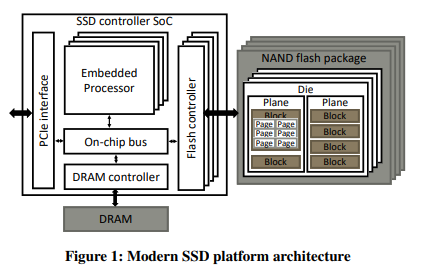 SSD controller SoC
PCIe interface
Embedded
Processor
On-chip bus
DRAM controller
Flash controller
DRAM
NAND flash package
Die
Plane
Block
Page Page
Page Page
Page Page
Block
Plane
Block
Block
Block
Block
Figure 1: Modern SSD platform architecture